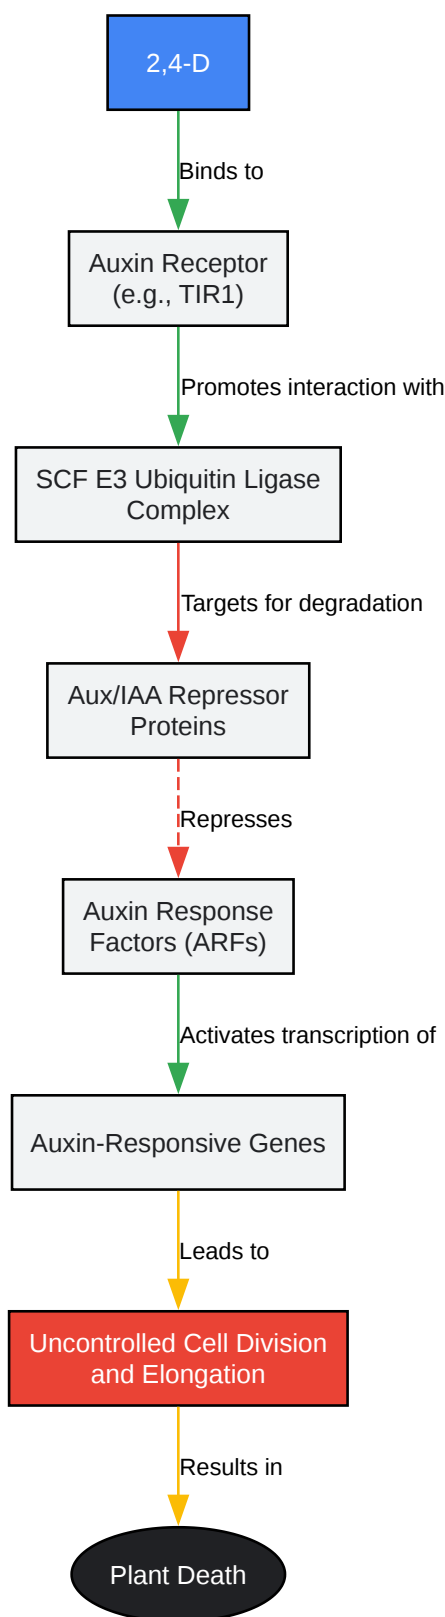 2,4-D
Binds to
Auxin Receptor
(e.g., TIR1)
Promotes interaction with
SCF E3 Ubiquitin Ligase
Complex
Targets for degradation
Aux/IAA Repressor
Proteins
Represses
Auxin Response
Factors (ARFs)
Activates transcription of
Auxin-Responsive Genes
Leads to
Uncontrolled Cell Division
and Elongation
Results in
Plant Death